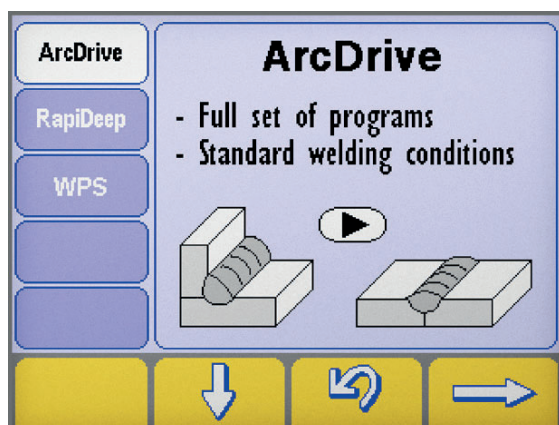 ArcDrive
RapiDeep
WPS
ArcDrive
- Full set of programs
- Standard welding conditions